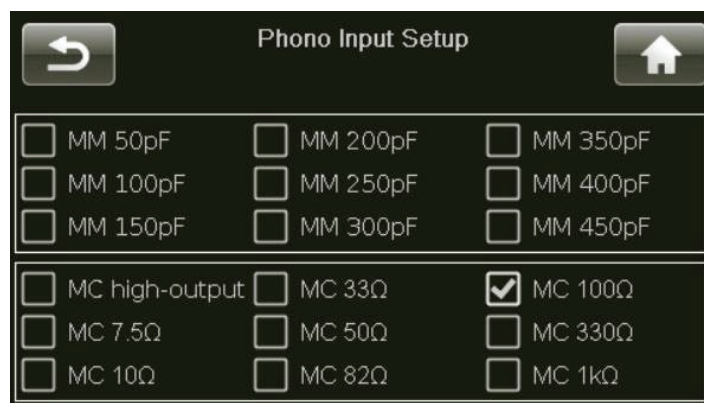 Phono Input Setup
MM 50pF MM 200pF MM 350pF
MM 100pF MM 250pF MM 400pF
MM 150pF MM 300pF MM 450pF
MC high-output MC 33Ω MC 100Ω
MC 7.5Ω MC 50Ω MC 330Ω
MC 10Ω MC 82Ω MC 1kΩ